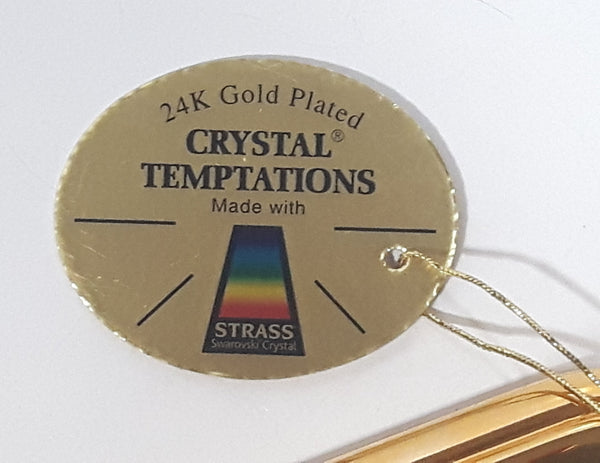 24K Gold Plated
CRYSTAL®
TEMPTATIONS
Made with
STRASS
Swarovski Crystal